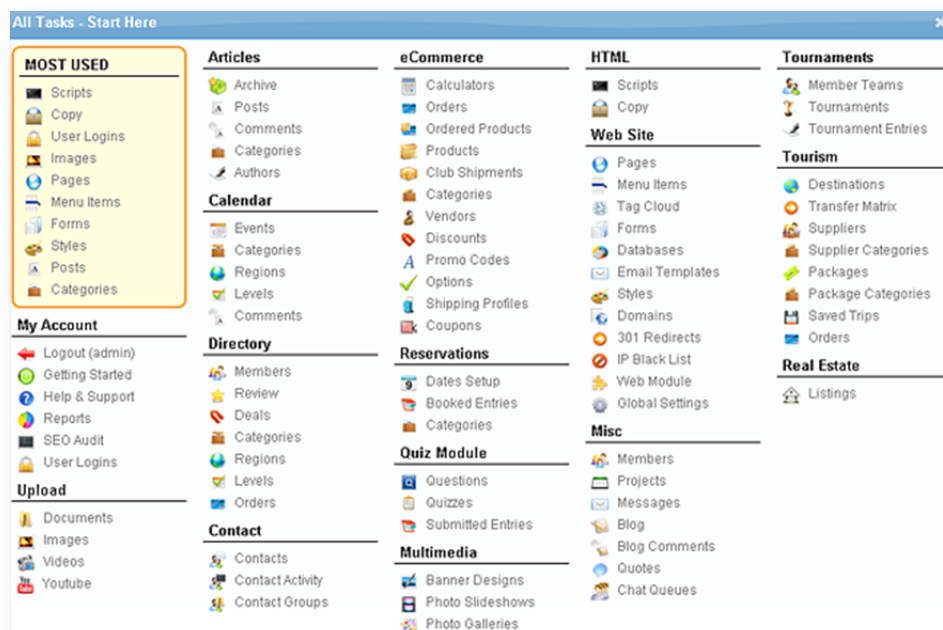 All Tasks - Start Here
MOST USED
Scripts
Copy
User Logins
Images
Pages
Menu Items
Forms
Styles
Posts
Categories
My Account
Logout (admin)
Getting Started
Help & Support
Reports
SEO Audit
User Logins
Upload
Documents
Images
Videos
Youtube
Articles
Archive
Posts
Comments
Categories
Authors
Calendar
Events
Categories
Regions
Levels
Comments
Directory
Members
Review
Deals
Categories
Regions
Levels
Orders
Contact
Contacts
Contact Activity
Contact Groups
eCommerce
Calculators
Orders
Ordered Products
Products
Club Shipments
Categories
Vendors
Discounts
Promo Codes
Options
Shipping Profiles
Coupons
Reservations
Dates Setup
Booked Entries
Categories
Quiz Module
Questions
Quizzes
Submitted Entries
Multimedia
Banner Designs
Photo Slideshows
Photo Galleries
HTML
Scripts
Copy
Web Site
Pages
Menu Items
Tag Cloud
Forms
Databases
Email Templates
Styles
Domains
301 Redirects
IP Black List
Web Module
Global Settings
Misc
Members
Projects
Messages
Blog
Blog Comments
Quotes
Chat Queues
Tournaments
Member Teams
Tournaments
Tournament Entries
Tourism
Destinations
Transfer Matrix
Suppliers
Supplier Categories
Packages
Package Categories
Saved Trips
Orders
Real Estate
Listings